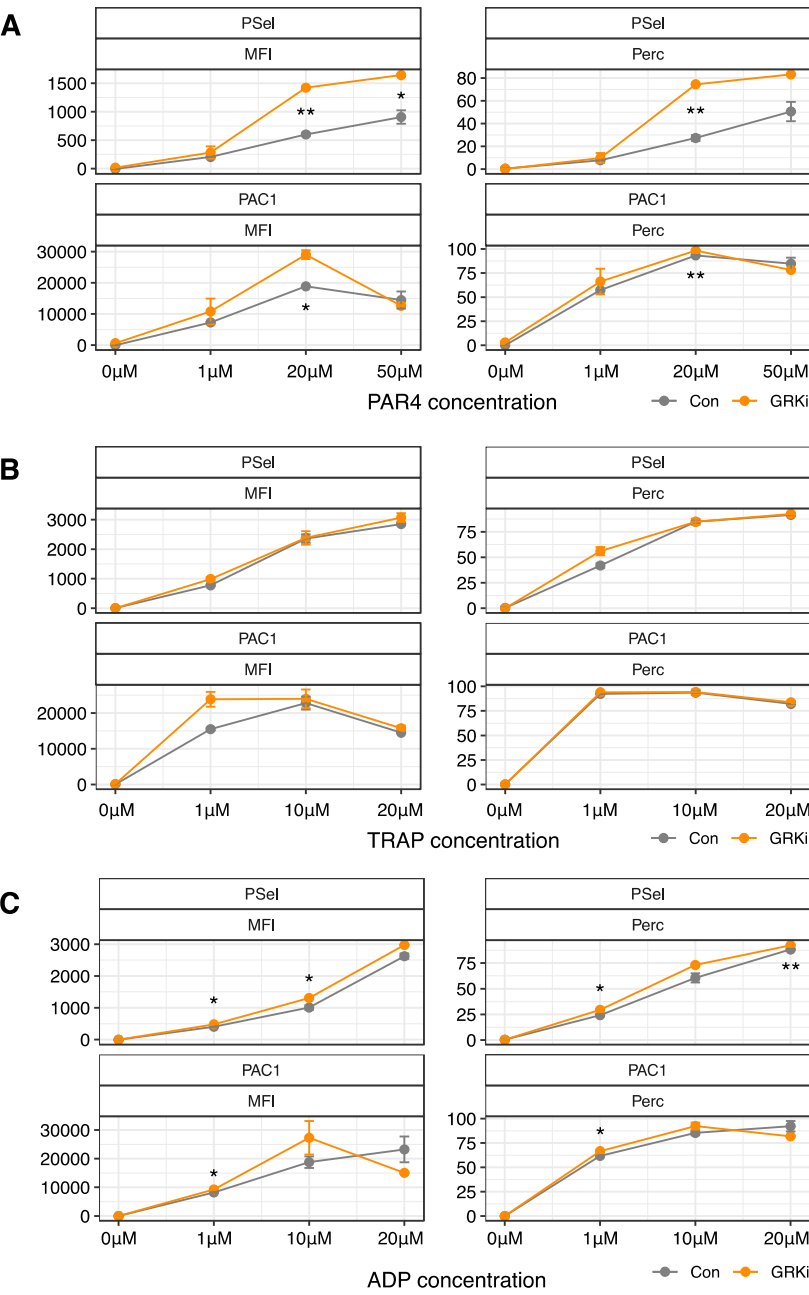 A
PSel
MFI
1500
1000
500
0
**
*
PSel
Perc
80
60
40
20
0
**
PAC1
MFI
30000
20000
10000
0
*
0μM
1μM
20μM
50μM
PAC1
Perc
100
75
50
25
0
**
0μM
1μM
20μM
50μM
PAR4 concentration
Con
GRKi
B
PSel
MFI
3000
2000
1000
0
PSel
Perc
75
50
25
0
PAC1
MFI
20000
10000
0
0μM
1μM
10μM
20μM
PAC1
Perc
100
75
50
25
0
0μM
1μM
10μM
20μM
TRAP concentration
Con
GRKi
C
PSel
MFI
3000
2000
1000
0
*
*
PSel
Perc
75
50
25
0
*
**
PAC1
MFI
30000
20000
10000
0
*
0μM
1μM
10μM
20μM
PAC1
Perc
100
75
50
25
0
*
0μM
1μM
10μM
20μM
ADP concentration
Con
GRKi